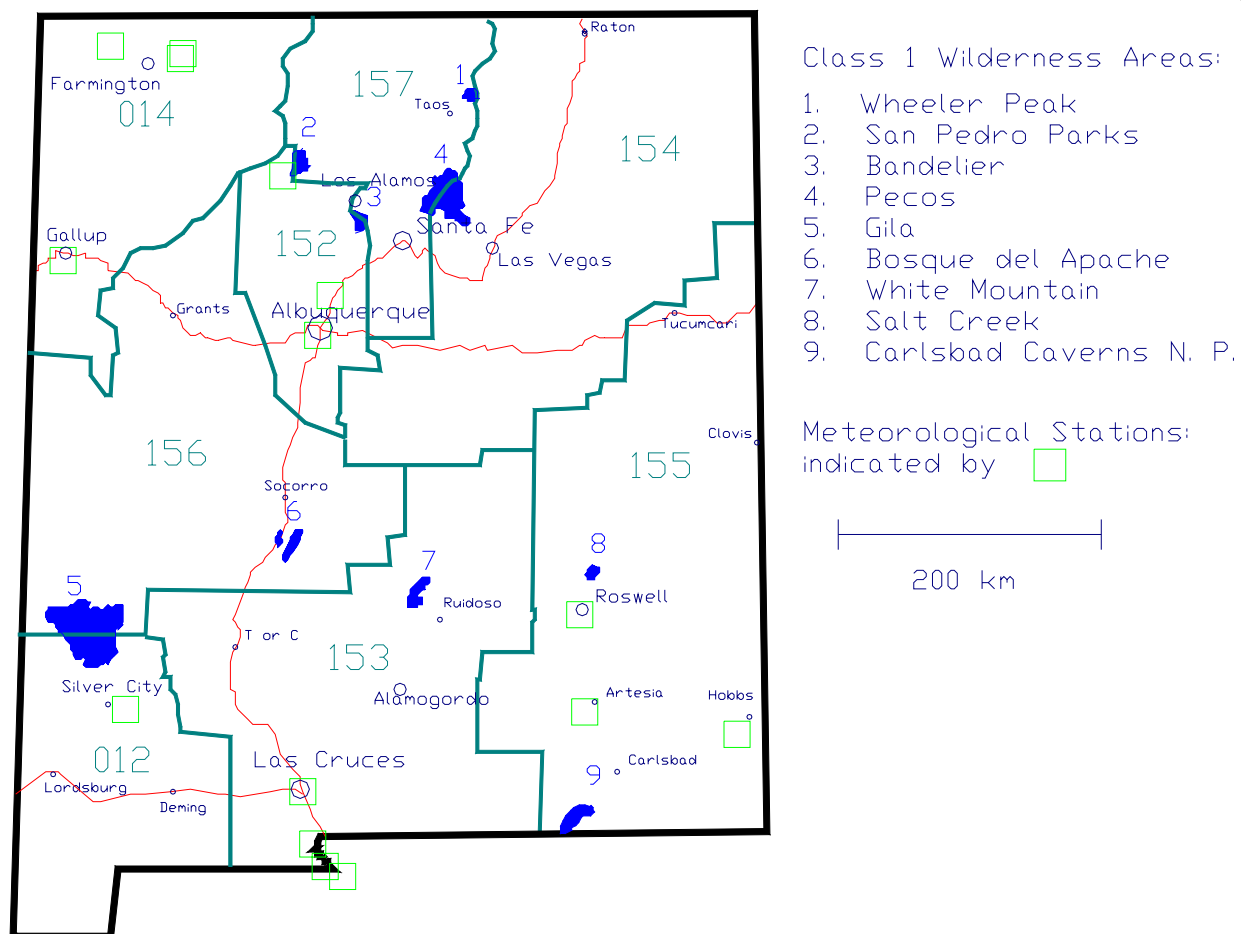 Raton
Farmington
014
157
1
Taos
2
4
154
Los Alamos
3
Gallup
152
Santa Fe
Las Vegas
Grants
Albuquerque
Tucumcari
156
Clovis
155
Socorro
6
5
7
8
Ruidoso
Roswell
T or C
153
Silver City
Alamogordo
Artesia
Hobbs
012
Las Cruces
Carlsbad
9
Lordsburg
Deming
Class 1 Wilderness Areas:
1. Wheeler Peak
2. San Pedro Parks
3. Bandelier
4. Pecos
5. Gila
6. Bosque del Apache
7. White Mountain
8. Salt Creek
9. Carlsbad Caverns N. P.
Meteorological Stations:
indicated by
200 km